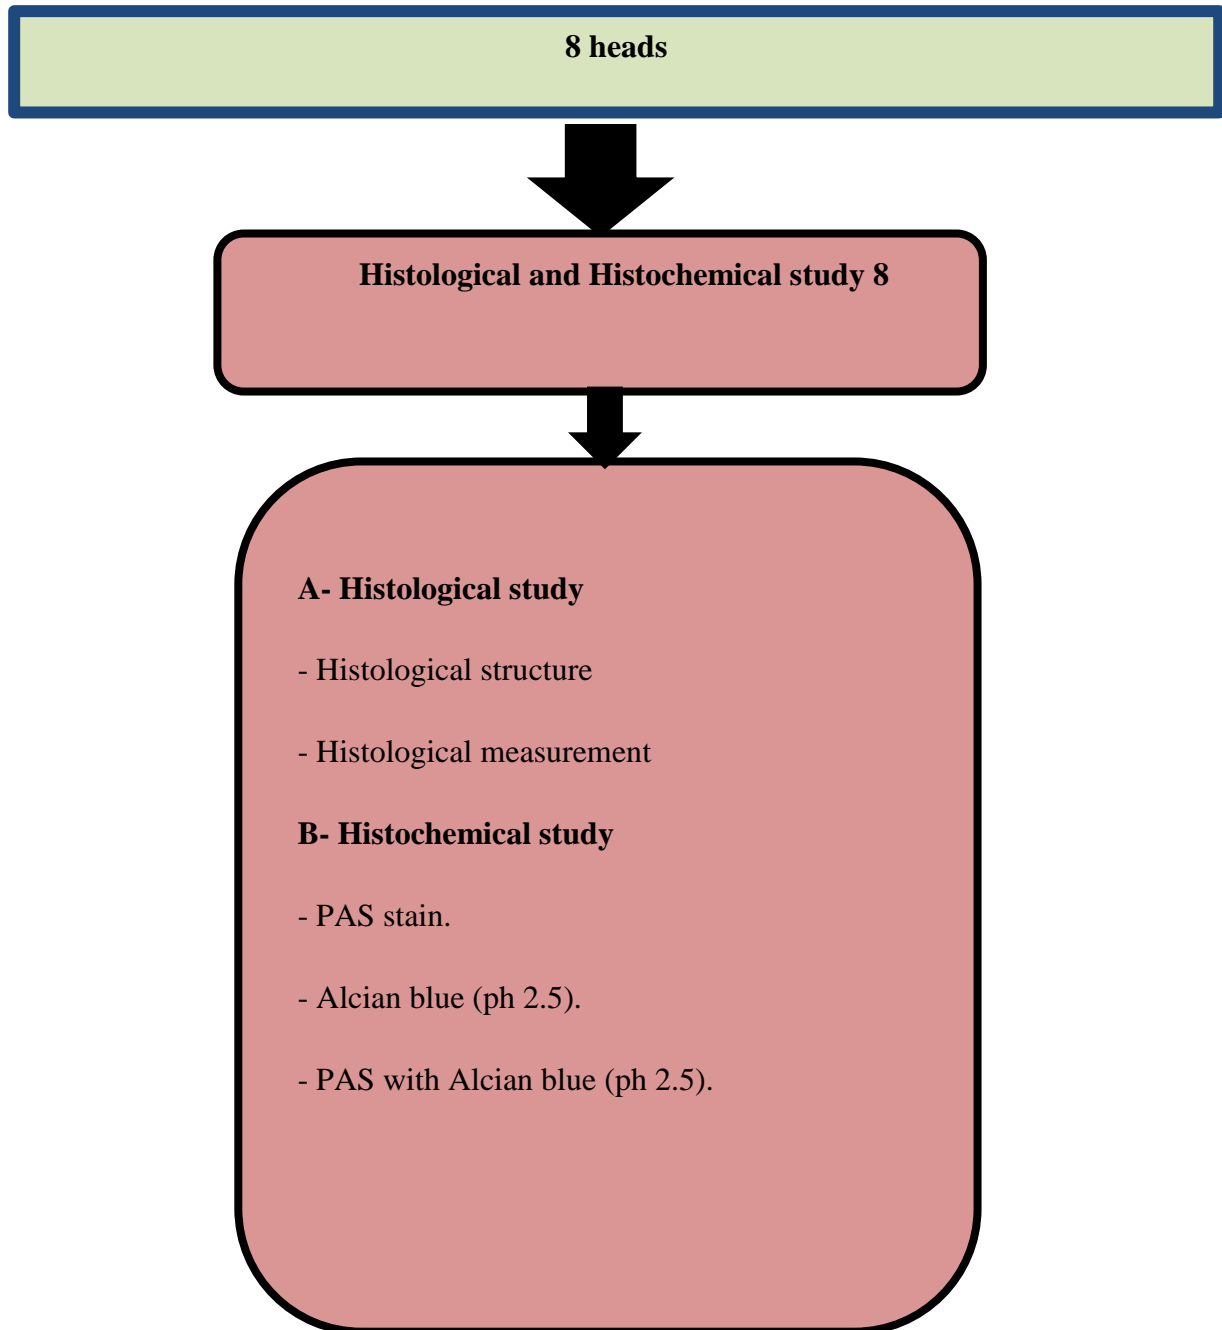 8 heads
Histological and Histochemical study 8
A- Histological study
- Histological structure
- Histological measurement
B- Histochemical study
- PAS stain.
- Alcian blue (ph 2.5).
- PAS with Alcian blue (ph 2.5).